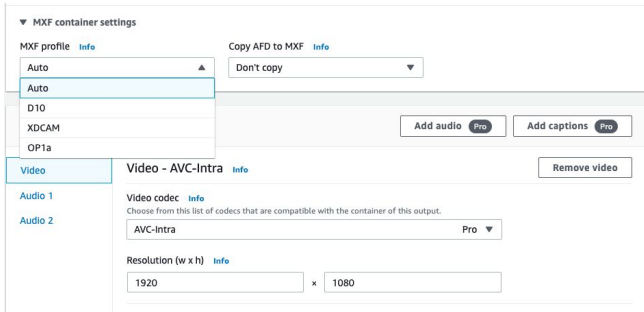 ▼ MXF container settings
MXF profile Info
Copy AFD to MXF Info
Auto
Don't copy
Auto
D10
XDCAM
OP1a
Add audio Pro
Add captions Pro
Video
Audio 1
Audio 2
Video - AVC-Intra Info
Remove video
Video codec Info
Choose from this list of codecs that are compatible with the container of this output.
AVC-Intra Pro
Resolution (w x h) Info
1920 x 1080